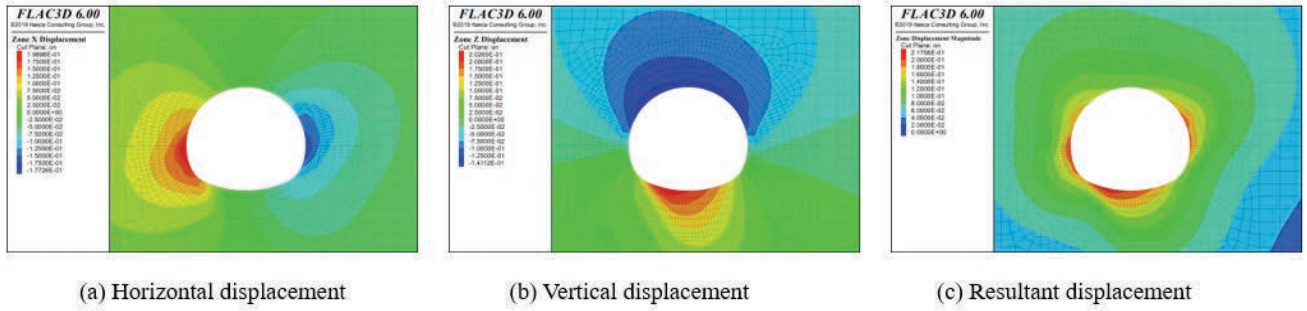 FLAC3D 6.00
©2019 Itasca Consulting Group, Inc.
Zone X Displacement
Cut Plane: on
1.9898E-01
1.7500E-01
1.5000E-01
1.2500E-01
1.0000E-01
7.5000E-02
5.0000E-02
2.5000E-02
0.0000E+00
-2.5000E-02
-5.0000E-02
-7.5000E-02
-1.0000E-01
-1.2500E-01
-1.5000E-01
-1.7500E-01
FLAC3D 6.00
©2019 Itasca Consulting Group, Inc.
Zone Z Displacement
Cut Plane: on
2.0265E-01
2.0000E-01
1.7500E-01
1.5000E-01
1.2500E-01
1.0000E-01
7.5000E-02
5.0000E-02
2.5000E-02
0.0000E+00
-2.5000E-02
-5.0000E-02
-7.5000E-02
-1.0000E-01
-1.2500E-01
-1.4112E-01
FLAC3D 6.00
©2019 Itasca Consulting Group, Inc.
Zone Displacement Magnitude
Cut Plane: on
2.0000E-01
1.8000E-01
1.6000E-01
1.4000E-01
1.2000E-01
1.0000E-01
8.0000E-02
6.0000E-02
4.0000E-02
2.0000E-02
0.0000E+00
(a) Horizontal displacement
(b) Vertical displacement
(c) Resultant displacement